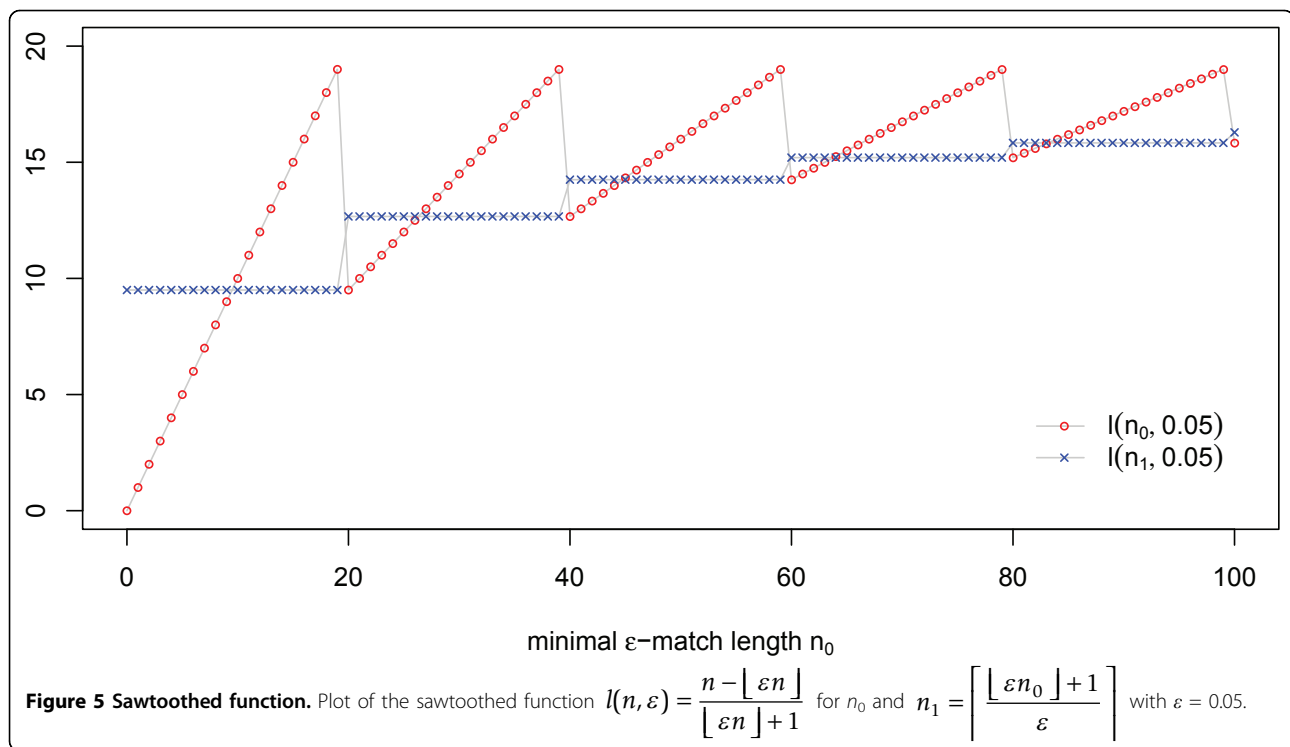 20
15
10
5
0
l(n₀, 0.05)
l(n₁, 0.05)
0 20 40 60 80 100
minimal ε−match length n₀
Figure 5 Sawtoothed function. Plot of the sawtoothed function l(n, ε) = (n − ⌊εn⌋) / (⌊εn⌋ + 1) for n₀ and n₁ = ⌈(⌊εn₀⌋ + 1) / ε⌉ with ε = 0.05.